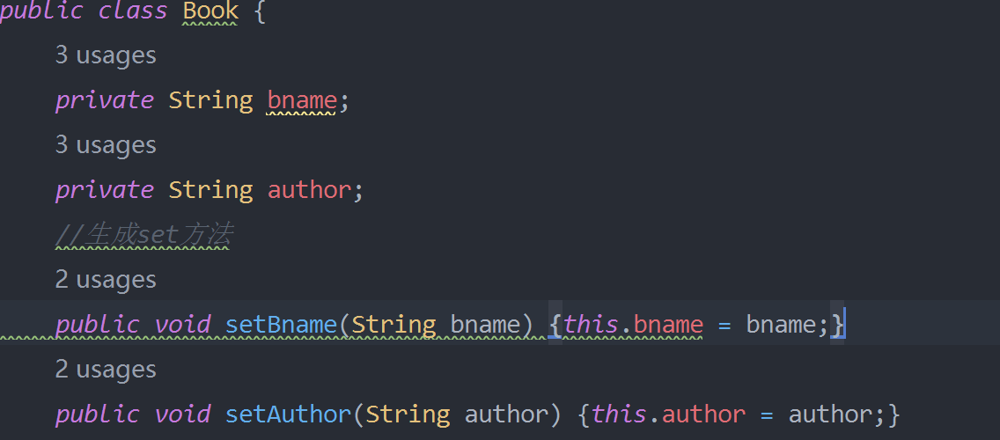 public class Book {
3 usages
private String bname;
3 usages
private String author;
//生成set方法
2 usages
public void setBname(String bname) {this.bname = bname;}
2 usages
public void setAuthor(String author) {this.author = author;}